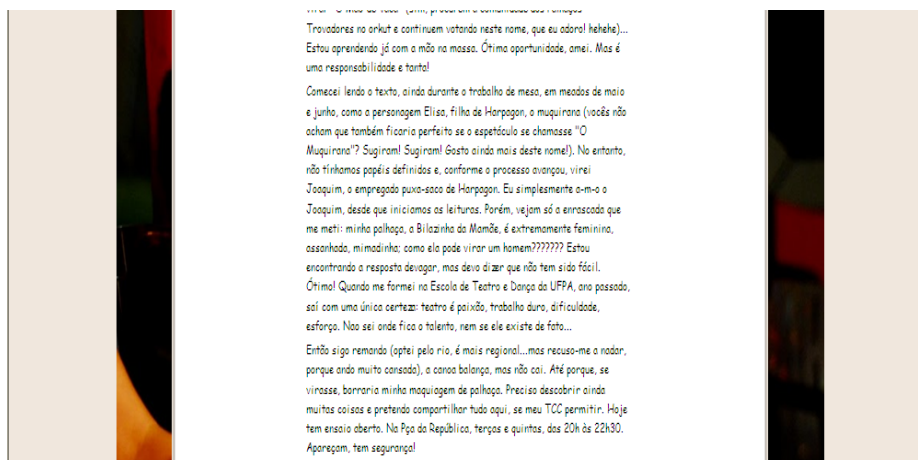 Trovadores no orkut e continuem votando neste nome, que eu adoro! hehehe)...
Estou aprendendo já com a mão na massa. Ótima oportunidade, amei. Mas é
uma responsabilidade e tanta!
Comecei lendo o texto, ainda durante o trabalho de mesa, em meados de maio
e junho, como a personagem Elisa, filha de Harpagon, o muquirana (vocês não
acham que também ficaria perfeito se o espetáculo se chamasse "O
Muquirana"? Sugiram! Sugiram! Gosto ainda mais deste nome!). No entanto,
não tínhamos papéis definidos e, conforme o processo avançou, virei
Joaquim, o empregado puxa-saco de Harpagon. Eu simplesmente a-m-o o
Joaquim, desde que iniciamos as leituras. Porém, vejam só a enrascada que
me meti: minha palhaça, a Bilazinha da Mamãe, é extremamente feminina,
assanhada, mimadinha; como ela pode virar um homem??????? Estou
encontrando a resposta devagar, mas devo dizer que não tem sido fácil.
Ótimo! Quando me formei na Escola de Teatro e Dança da UFPA, ano passado,
saí com uma única certeza: teatro é paixão, trabalho duro, dificuldade,
esforço. Nao sei onde fica o talento, nem se ele existe de fato...
Então sigo remando (optei pelo rio, é mais regional...mas recuso-me a nadar,
porque ando muito cansada), a canoa balança, mas não cai. Até porque, se
virasse, borraria minha maquiagem de palhaça. Preciso descobrir ainda
muitas coisas e pretendo compartilhar tudo aqui, se meu TCC permitir. Hoje
tem ensaio aberto. Na Pça da República, terças e quintas, das 20h às 22h30.
Apareçam, tem segurança!